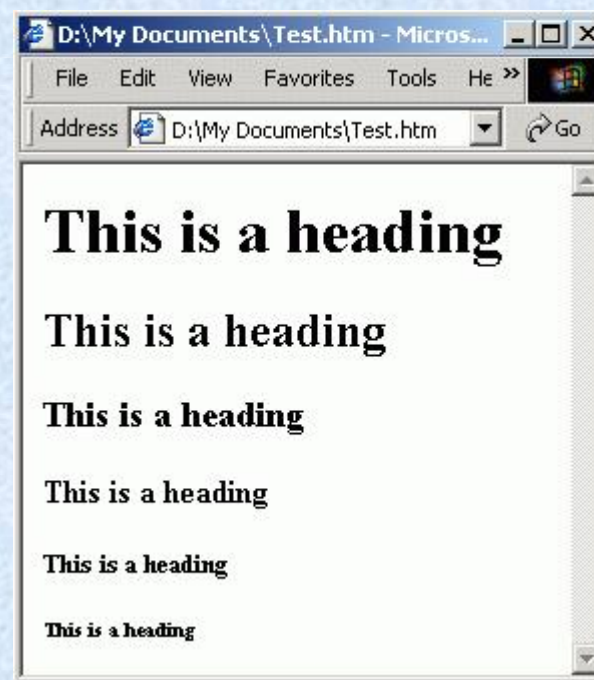 D:\My Documents\Test.htm - Micros...
File Edit View Favorites Tools He »
Address D:\My Documents\Test.htm Go
This is a heading
This is a heading
This is a heading
This is a heading
This is a heading
This is a heading